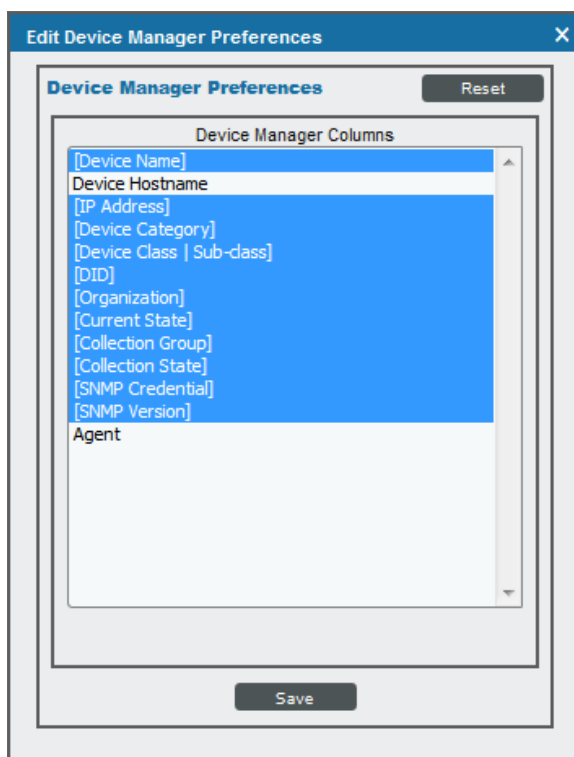 Edit Device Manager Preferences
Device Manager Preferences
Reset
Device Manager Columns
[Device Name]
Device Hostname
[IP Address]
[Device Category]
[Device Class | Sub-class]
[DID]
[Organization]
[Current State]
[Collection Group]
[Collection State]
[SNMP Credential]
[SNMP Version]
Agent
Save